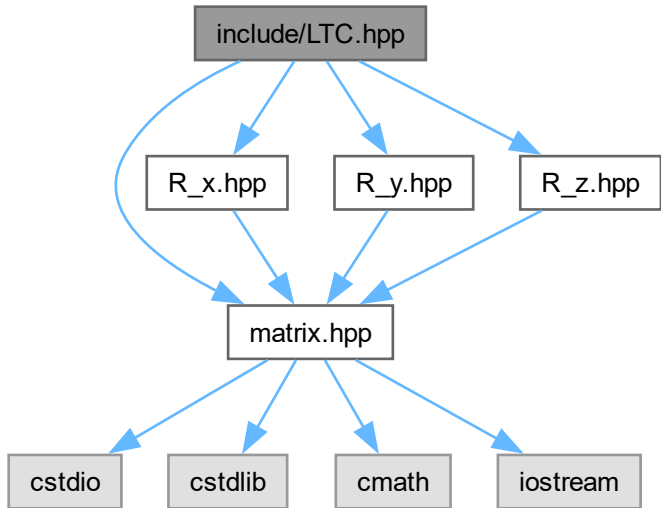 include/LTC.hpp
R_x.hpp
R_y.hpp
R_z.hpp
matrix.hpp
cstdio
cstdlib
cmath
iostream